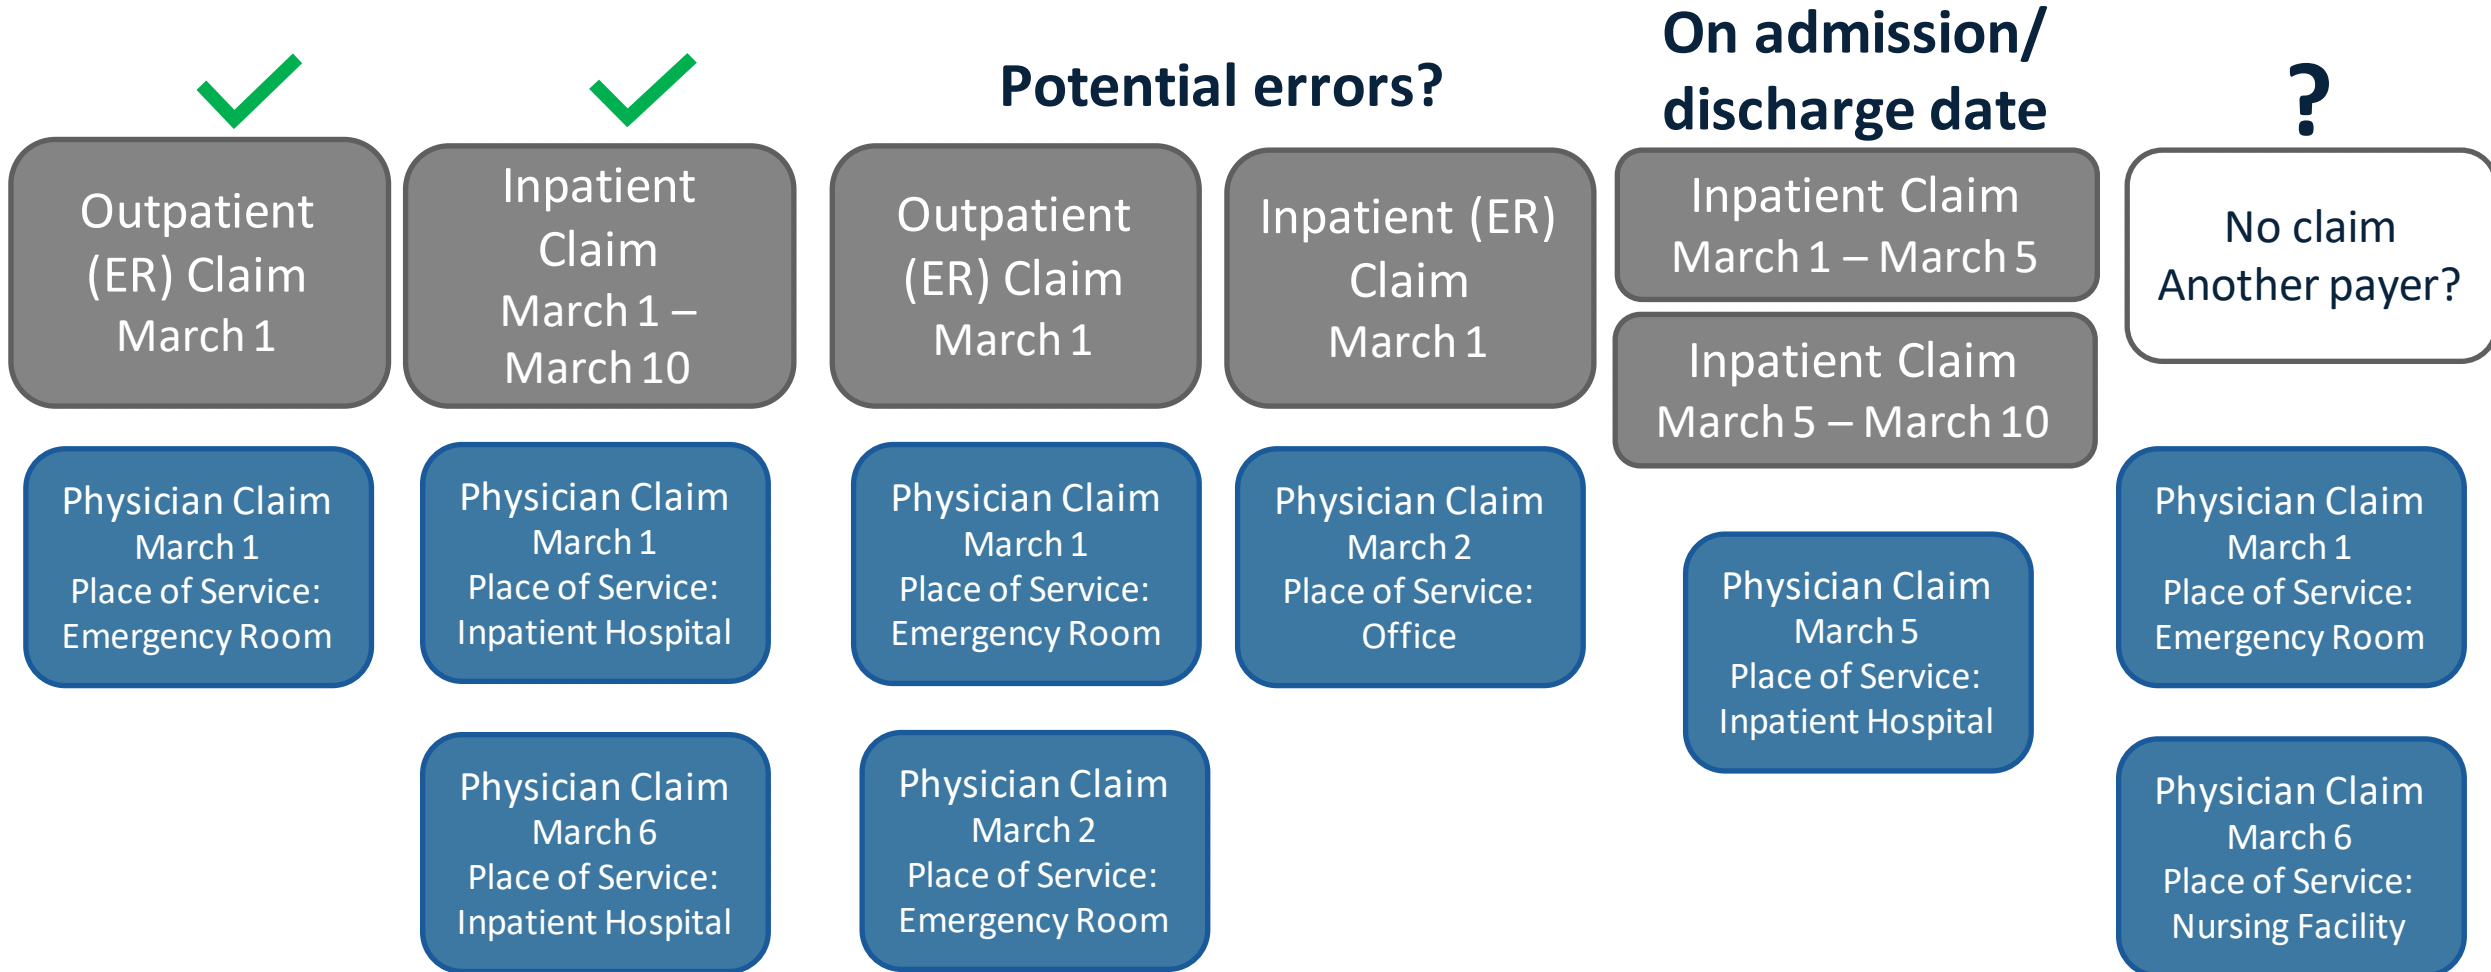 Potential errors?
On admission/
discharge date
?
Outpatient
(ER) Claim
March 1
Physician Claim
March 1
Place of Service:
Emergency Room
Inpatient
Claim
March 1 –
March 10
Physician Claim
March 1
Place of Service:
Inpatient Hospital
Physician Claim
March 6
Place of Service:
Inpatient Hospital
Outpatient
(ER) Claim
March 1
Physician Claim
March 1
Place of Service:
Emergency Room
Physician Claim
March 2
Place of Service:
Emergency Room
Inpatient (ER)
Claim
March 1
Physician Claim
March 2
Place of Service:
Office
Inpatient Claim
March 1 – March 5
Inpatient Claim
March 5 – March 10
Physician Claim
March 5
Place of Service:
Inpatient Hospital
No claim
Another payer?
Physician Claim
March 1
Place of Service:
Emergency Room
Physician Claim
March 6
Place of Service:
Nursing Facility